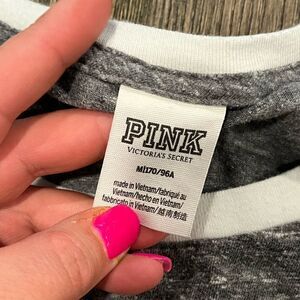 PINK
VICTORIA'S SECRET
M|170/96A
made in Vietnam/fabriqué au
Vietnam/hecho en Vietnam/
fabbricato in Vietnam/越南制造